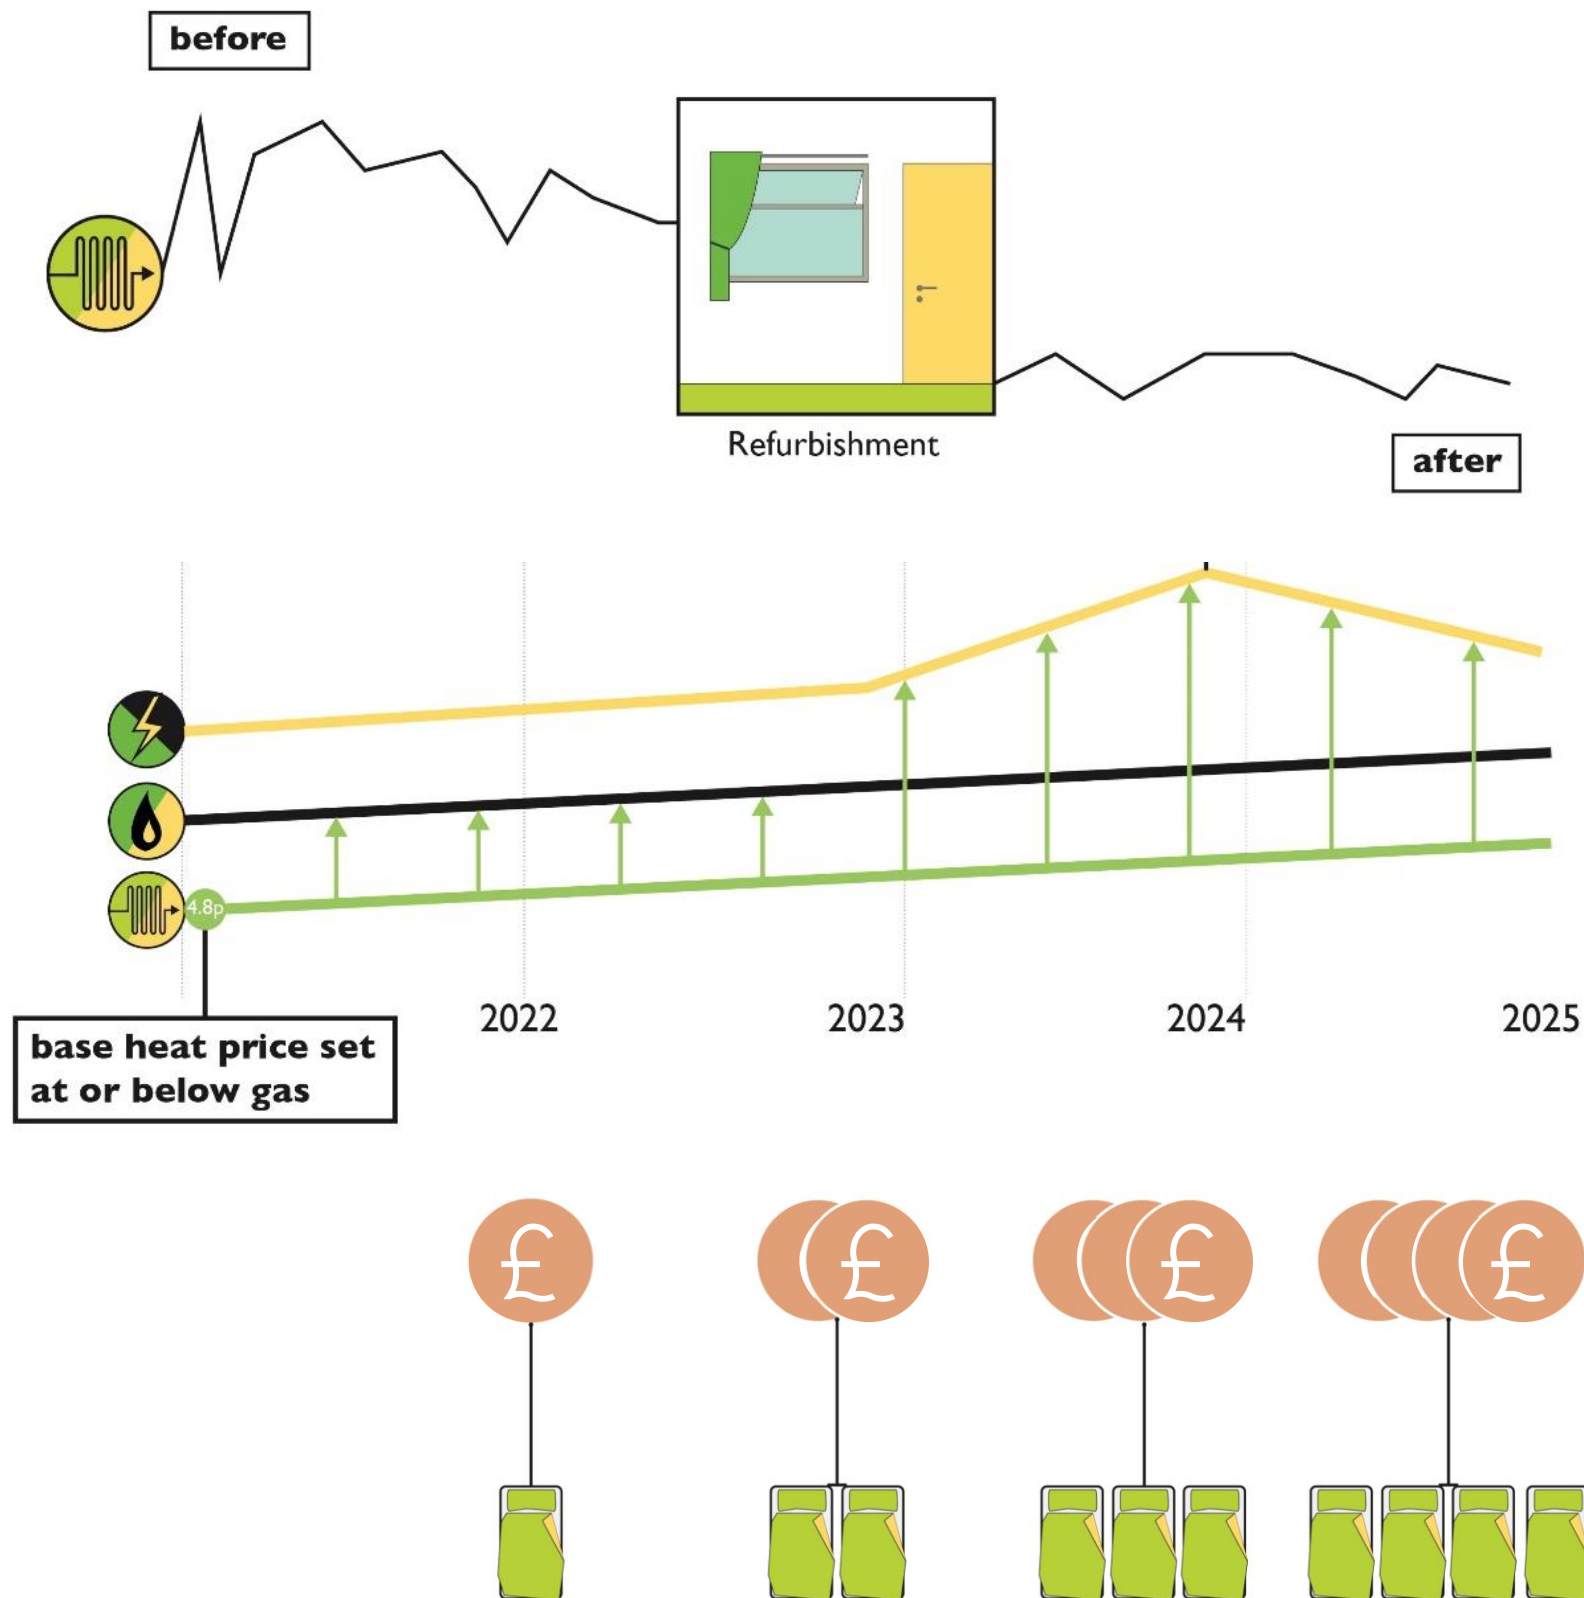 before
Refurbishment
after
4.8p
2022 2023 2024 2025
base heat price set
at or below gas
£ £ £ £